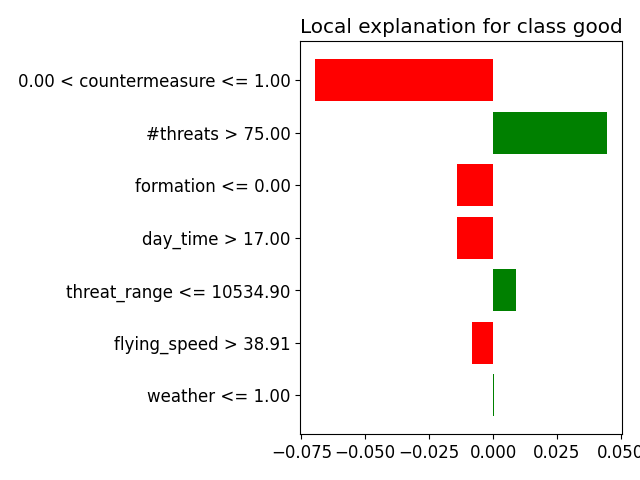 Local explanation for class good
0.00 < countermeasure <= 1.00
#threats > 75.00
formation <= 0.00
day_time > 17.00
threat_range <= 10534.90
flying_speed > 38.91
weather <= 1.00
−0.075 −0.050 −0.025 0.000 0.025 0.050